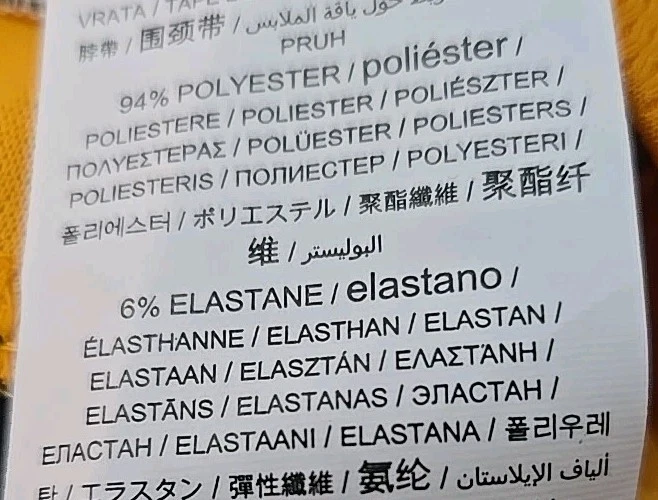 VRATA / TAPE
脖帶 / 围颈带 / حول ياقة الملابس
PRUH
94% POLYESTER / poliéster /
POLIESTERE / POLIESTER / POLIÉSZTER /
ΠΟΛΥΕΣΤΕΡΑΣ / POLÜESTER / POLIESTERS /
POLIESTERIS / ПОЛИЕСТЕР / POLYESTERI /
폴리에스터 / ポリエステル / 聚酯纖維 / 聚酯纤
维 / البوليستر
6% ELASTANE / elastano /
ÉLASTHANNE / ELASTHAN / ELASTAN /
ELASTAAN / ELASZTÁN / ΕΛΑΣΤΆΝΗ /
ELASTĀNS / ELASTANAS / ЭЛАСТАН /
ЕЛАСТАН / ELASTAANI / ELASTANA / 폴리우레
탄 / エラスタン / 彈性纖維 / 氨纶 / ألياف الإيلاستان /